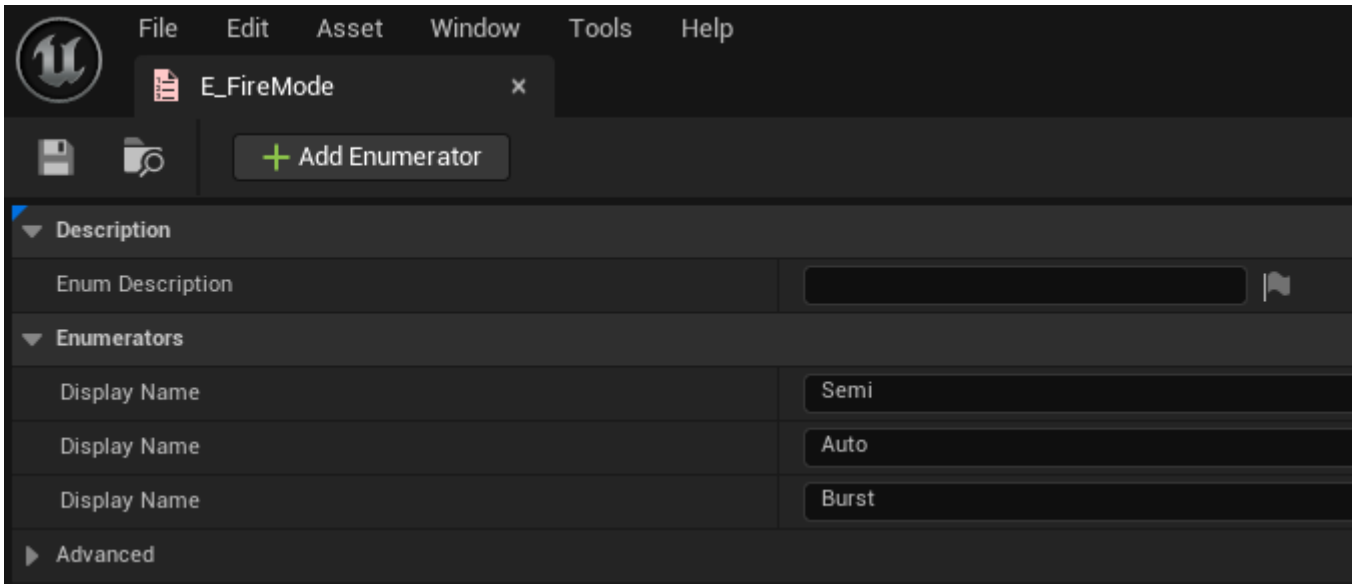 File Edit Asset Window Tools Help
E_FireMode
Add Enumerator
Description
Enum Description
Enumerators
Display Name Semi
Display Name Auto
Display Name Burst
Advanced